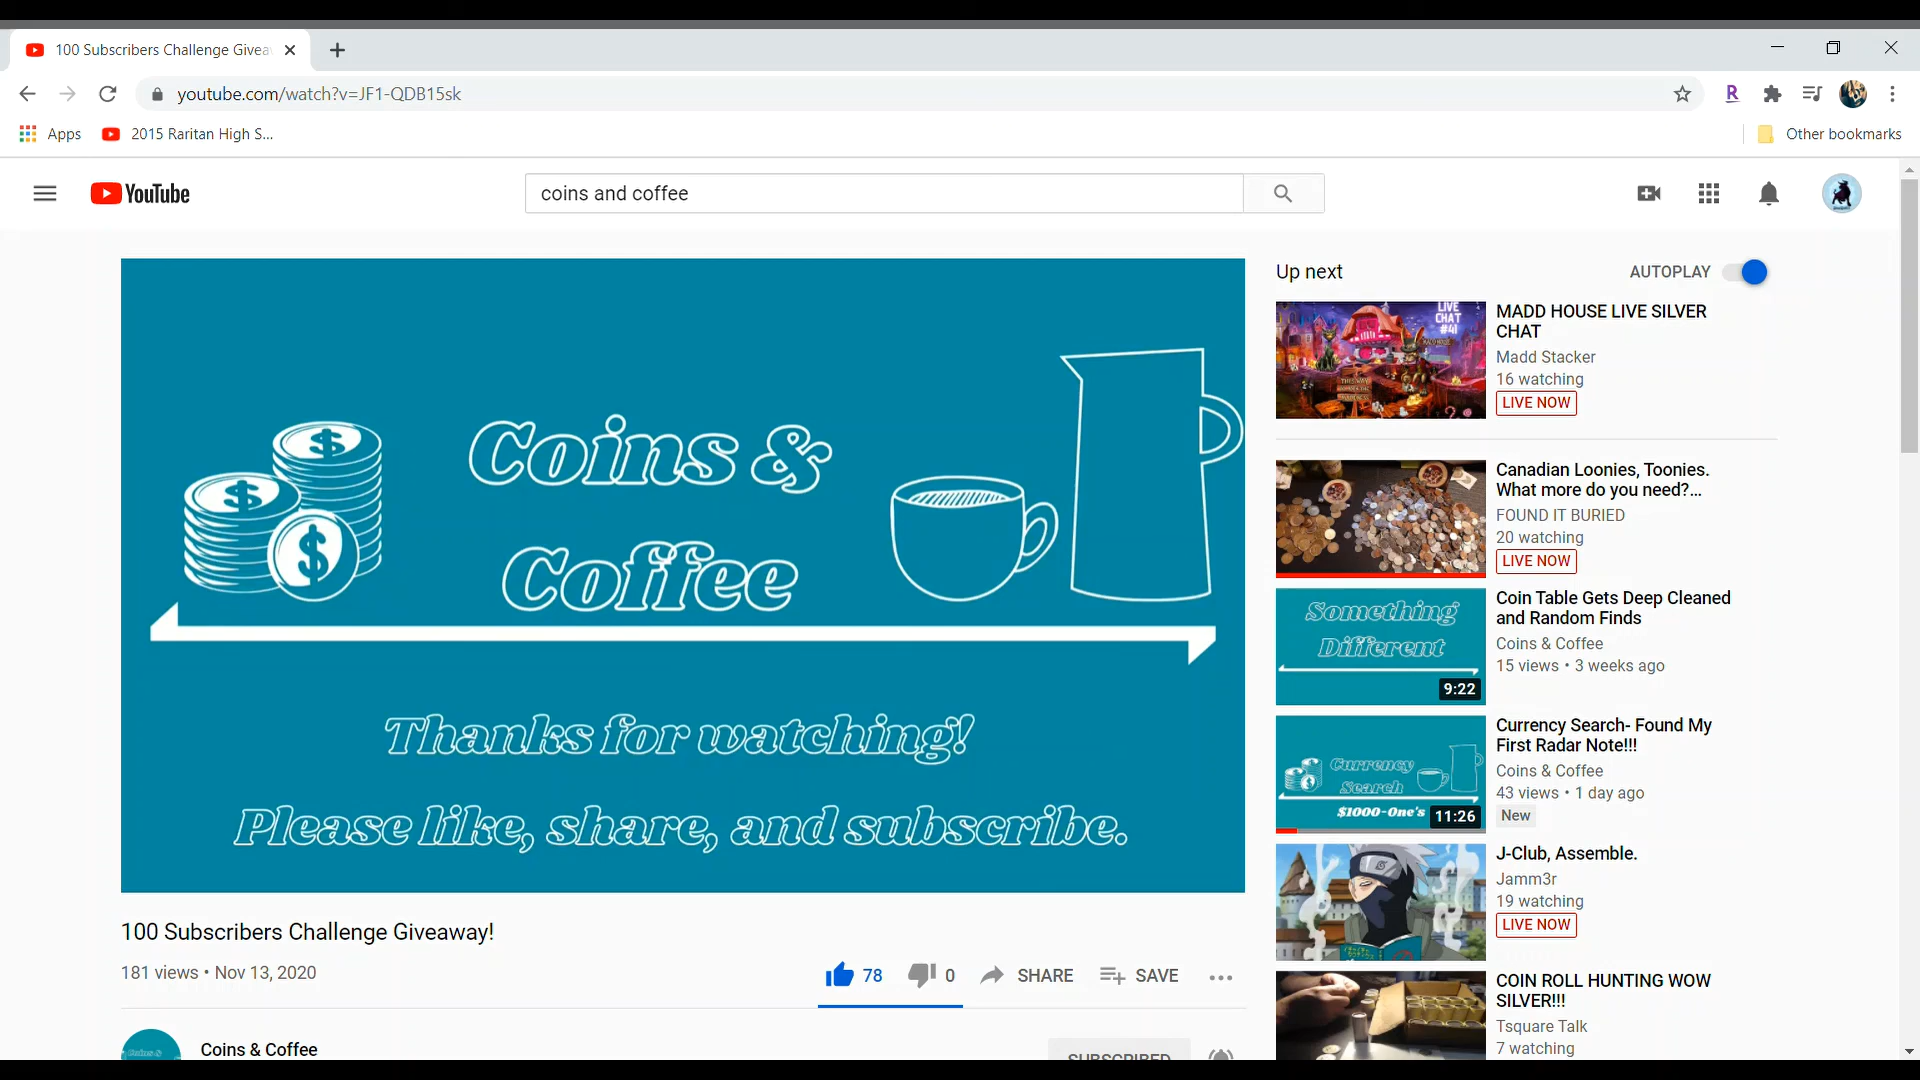 100 Subscribers Challenge Givea
youtube.com/watch?v=JF1-QDB15sk
R
Apps
2015 Raritan High S...
Other bookmarks
YouTube
coins and coffee
Coins &
Coffee
Thanks for watching!
Please like, share, and subscribe.
100 Subscribers Challenge Giveaway!
181 views • Nov 13, 2020
78
0
SHARE
SAVE
Coins & Coffee
SUBSCRIBED
Up next
AUTOPLAY
LIVE
CHAT
#41
MADD HOUSE LIVE SILVER
CHAT
Madd Stacker
16 watching
LIVE NOW
Canadian Loonies, Toonies.
What more do you need?...
FOUND IT BURIED
20 watching
LIVE NOW
Something
Different
9:22
Coin Table Gets Deep Cleaned
and Random Finds
Coins & Coffee
15 views • 3 weeks ago
Currency
Search
$1000-One's
11:26
Currency Search- Found My
First Radar Note!!!
Coins & Coffee
43 views • 1 day ago
New
J-Club, Assemble.
Jamm3r
19 watching
LIVE NOW
COIN ROLL HUNTING WOW
SILVER!!!
Tsquare Talk
7 watching